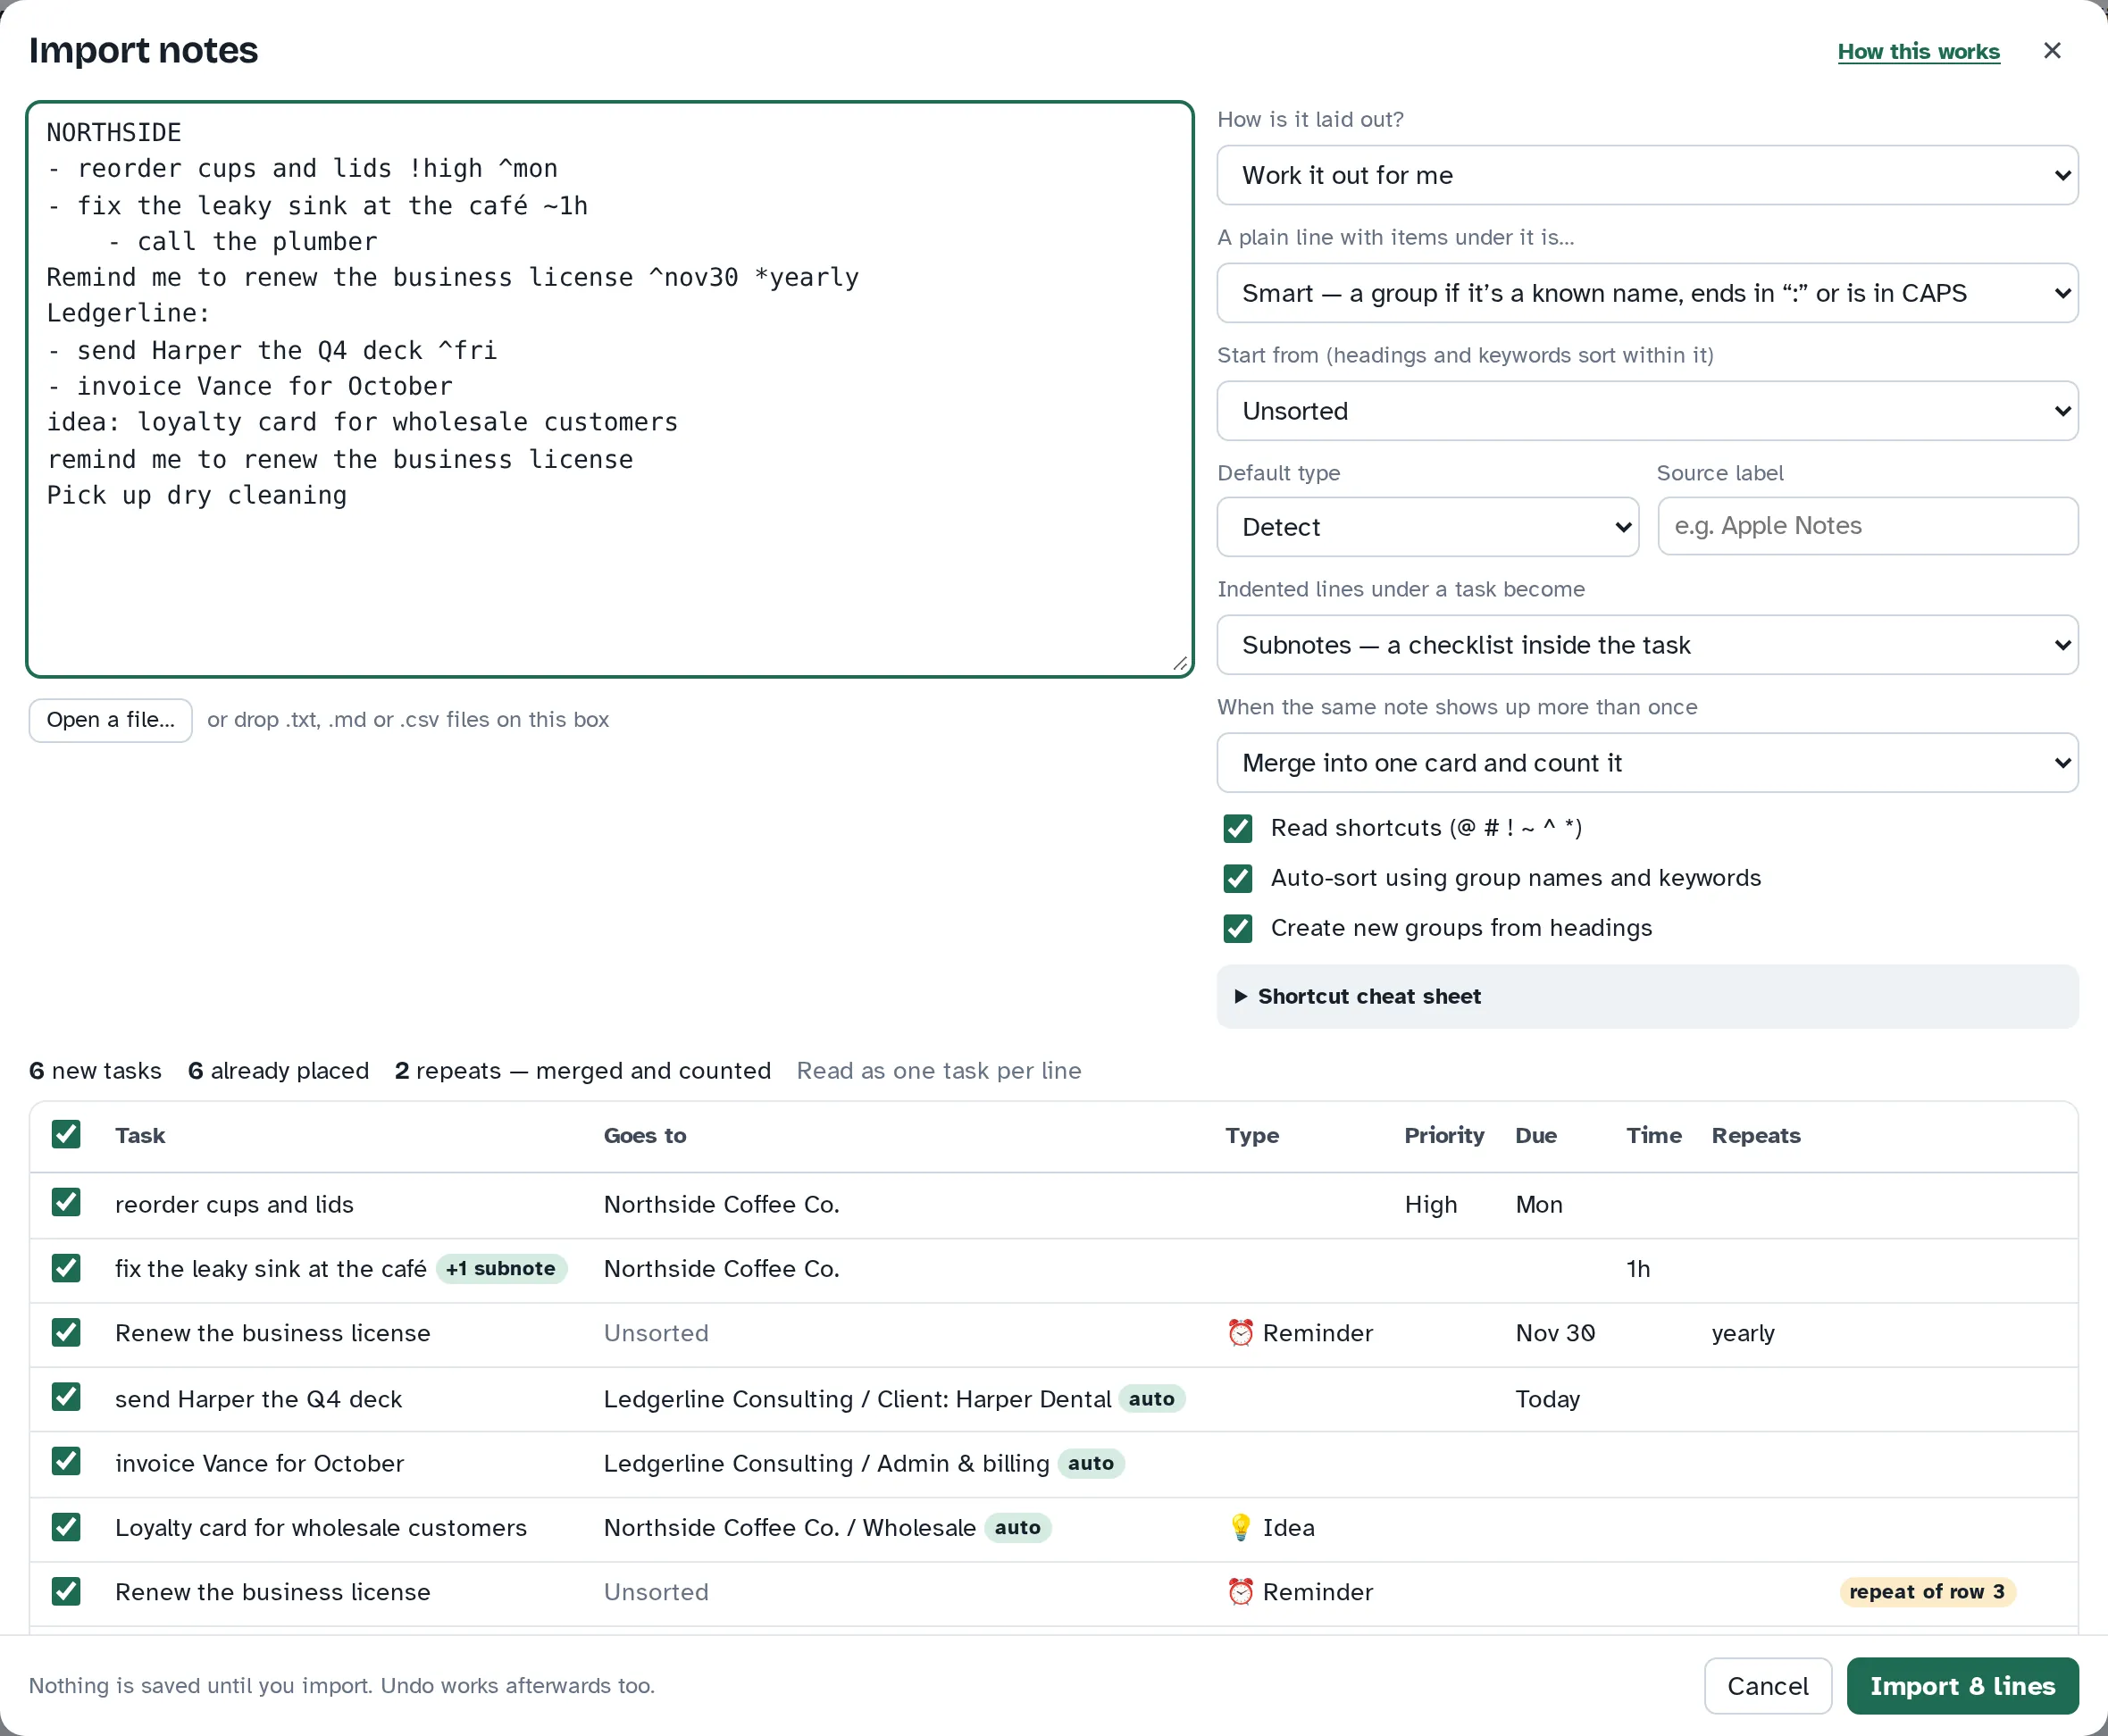 Import notes
How this works ✕
NORTHSIDE
- reorder cups and lids !high ^mon
- fix the leaky sink at the café ~1h
    - call the plumber
Remind me to renew the business license ^nov30 *yearly
Ledgerline:
- send Harper the Q4 deck ^fri
- invoice Vance for October
idea: loyalty card for wholesale customers
remind me to renew the business license
Pick up dry cleaning
Open a file… or drop .txt, .md or .csv files on this box
How is it laid out?
Work it out for me
A plain line with items under it is…
Smart — a group if it’s a known name, ends in “:” or is in CAPS
Start from (headings and keywords sort within it)
Unsorted
Default type Source label
Detect e.g. Apple Notes
Indented lines under a task become
Subnotes — a checklist inside the task
When the same note shows up more than once
Merge into one card and count it
Read shortcuts (@ # ! ~ ^ *)
Auto-sort using group names and keywords
Create new groups from headings
Shortcut cheat sheet
6 new tasks 6 already placed 2 repeats — merged and counted Read as one task per line
Task Goes to Type Priority Due Time Repeats
reorder cups and lids Northside Coffee Co. High Mon
fix the leaky sink at the café +1 subnote Northside Coffee Co. 1h
Renew the business license Unsorted ⏰ Reminder Nov 30 yearly
send Harper the Q4 deck Ledgerline Consulting / Client: Harper Dental auto Today
invoice Vance for October Ledgerline Consulting / Admin & billing auto
Loyalty card for wholesale customers Northside Coffee Co. / Wholesale auto 💡 Idea
Renew the business license Unsorted ⏰ Reminder repeat of row 3
Nothing is saved until you import. Undo works afterwards too.
Cancel Import 8 lines